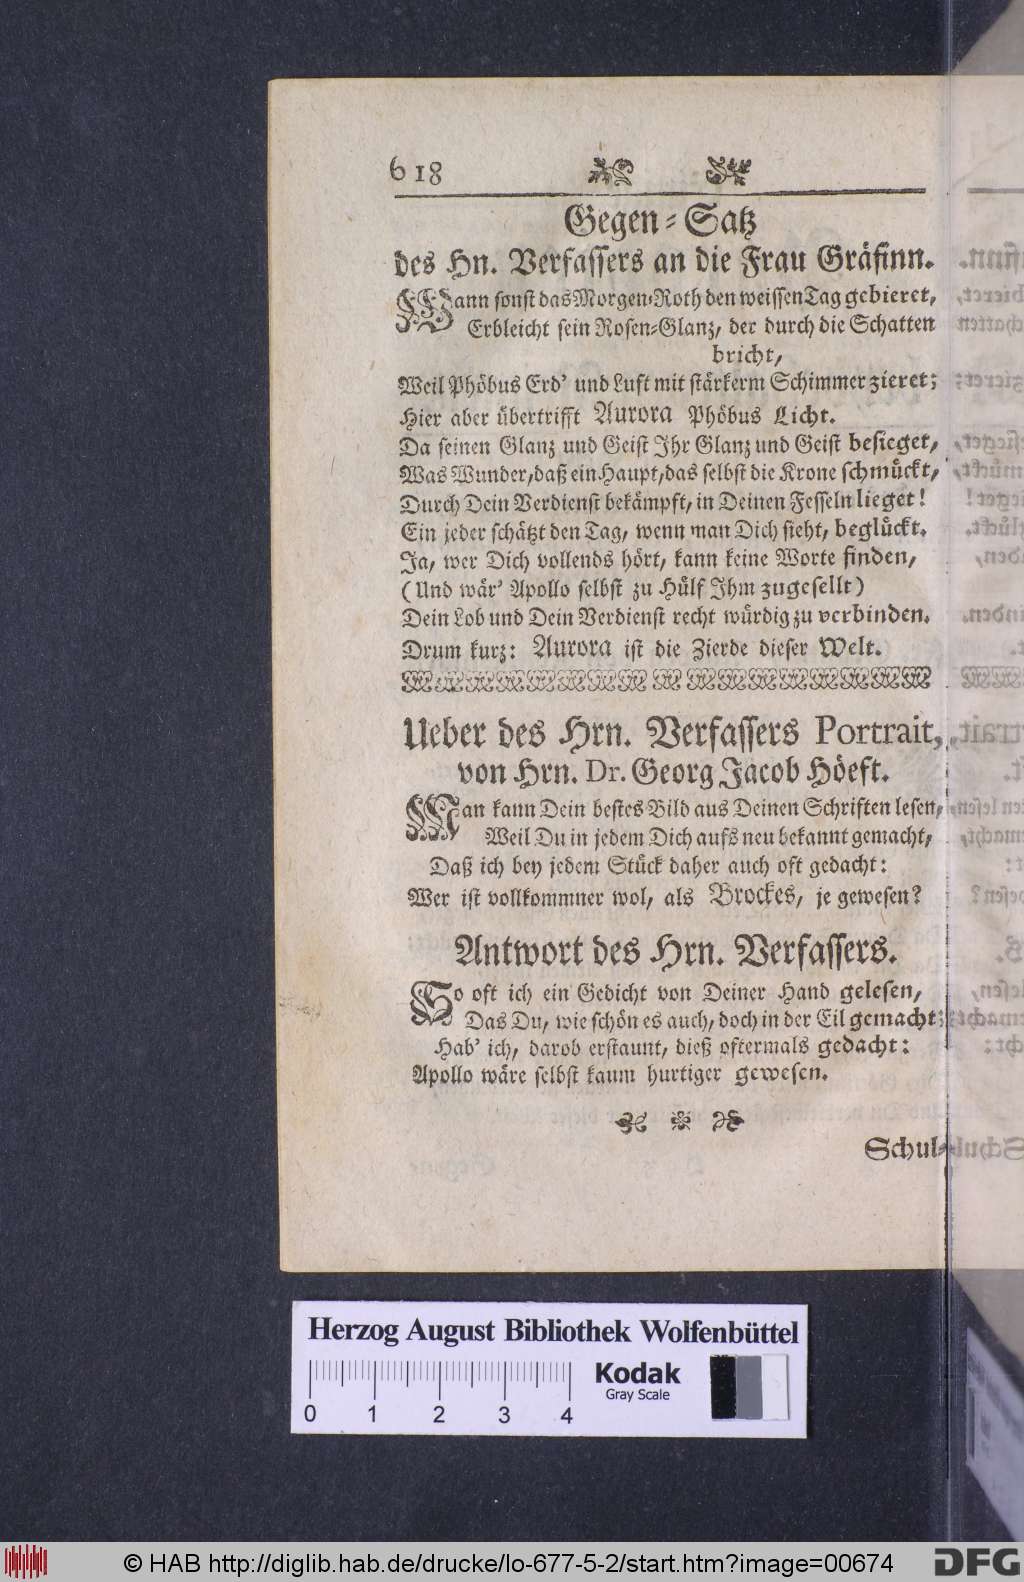 618
Gegen-Satz
des Hn. Verfassers an die Frau Gräfinn.
Wann sonst das Morgen-Roth den weissen Tag gebieret,
Erbleicht sein Rosen-Glanz, der durch die Schatten
bricht,
Weil Phöbus Erd' und Luft mit stärkerm Schimmer zieret;
Hier aber übertrifft Aurora Phöbus Licht.
Da seinen Glanz und Geist Ihr Glanz und Geist besieget,
Was Wunder, daß ein Haupt, das selbst die Krone schmückt,
Durch Dein Verdienst bekämpft, in Deinen Fesseln lieget!
Ein jeder schätzt den Tag, wenn man Dich sieht, beglückt.
Ja, wer Dich vollends hört, kann keine Worte finden,
(Und wär' Apollo selbst zu Hülf Ihm zugesellt)
Dein Lob und Dein Verdienst recht würdig zu verbinden.
Drum kurz: Aurora ist die Zierde dieser Welt.
Ueber des Hrn. Verfassers Portrait,
von Hrn. Dr. Georg Jacob Höeft.
Man kann Dein bestes Bild aus Deinen Schriften lesen,
Weil Du in jedem Dich aufs neu bekannt gemacht,
Daß ich bey jedem Stück daher auch oft gedacht:
Wer ist vollkommner wol, als Brockes, je gewesen?
Antwort des Hrn. Verfassers.
So oft ich ein Gedicht von Deiner Hand gelesen,
Das Du, wie schön es auch, doch in der Eil gemacht;
Hab' ich, darob erstaunt, dieß oftermals gedacht:
Apollo wäre selbst kaum hurtiger gewesen.
Schul-
Herzog August Bibliothek Wolfenbüttel
Kodak
Gray Scale
0 1 2 3 4
© HAB http://diglib.hab.de/drucke/lo-677-5-2/start.htm?image=00674
DFG